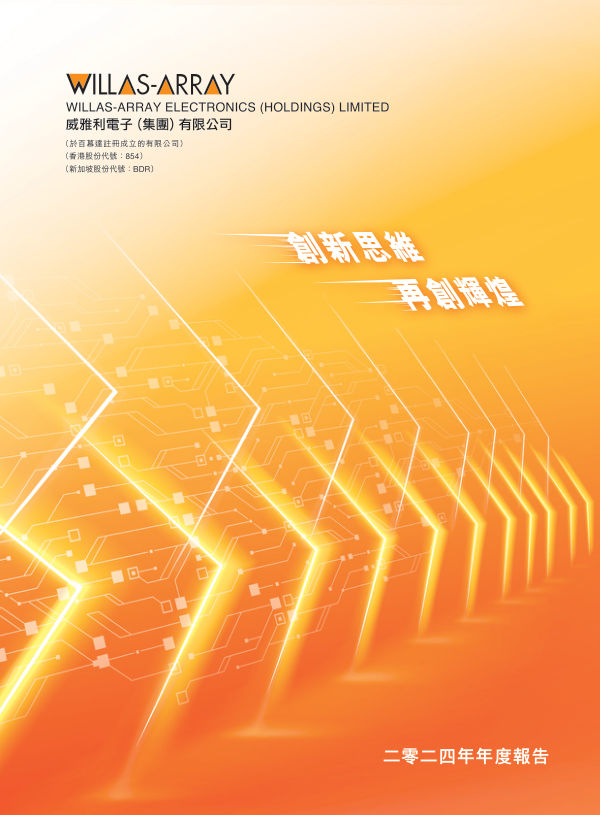 WILLAS-ARRAY
WILLAS-ARRAY ELECTRONICS (HOLDINGS) LIMITED
威雅利電子（集團）有限公司
（於百慕達註冊成立的有限公司）
（香港股份代號：854）
（新加坡股份代號：BDR）
創新思維
再創輝煌
二零二四年年度報告